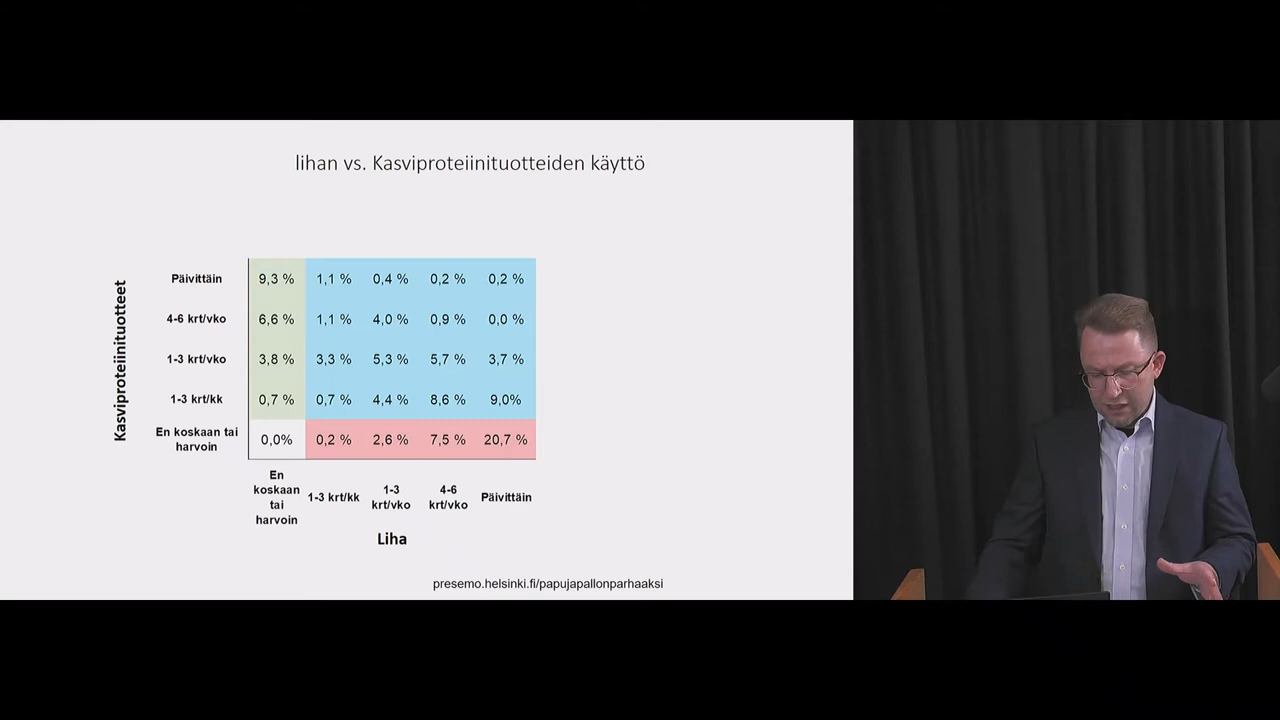 lihan vs. Kasviproteiinituotteiden käyttö
Kasviproteiinituotteet
Päivittäin 9,3 % 1,1 % 0,4 % 0,2 % 0,2 %
4-6 krt/vko 6,6 % 1,1 % 4,0 % 0,9 % 0,0 %
1-3 krt/vko 3,8 % 3,3 % 5,3 % 5,7 % 3,7 %
1-3 krt/kk 0,7 % 0,7 % 4,4 % 8,6 % 9,0%
En koskaan tai
harvoin
0,0% 0,2 % 2,6 % 7,5 % 20,7 %
En
koskaan
tai
harvoin
1-3 krt/kk
1-3
krt/vko
4-6
krt/vko
Päivittäin
Liha
presemo.helsinki.fi/papujapallonparhaaksi